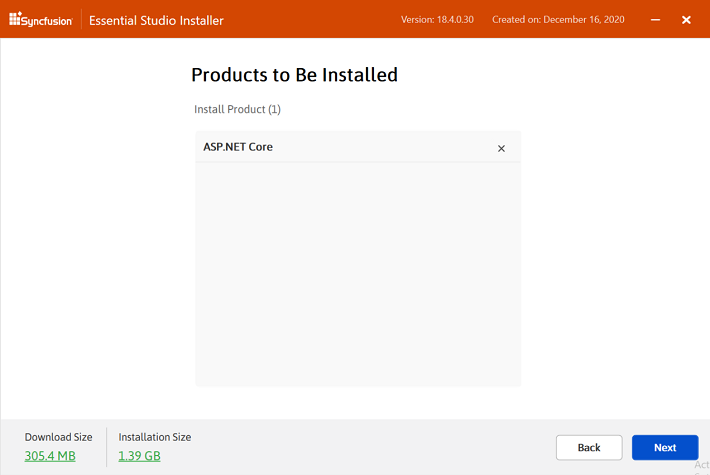 Syncfusion Essential Studio Installer Version: 18.4.0.30 Created on: December 16, 2020
Products to Be Installed
Install Product (1)
ASP.NET Core
Download Size Installation Size
305.4 MB 1.39 GB
Back Next
Act